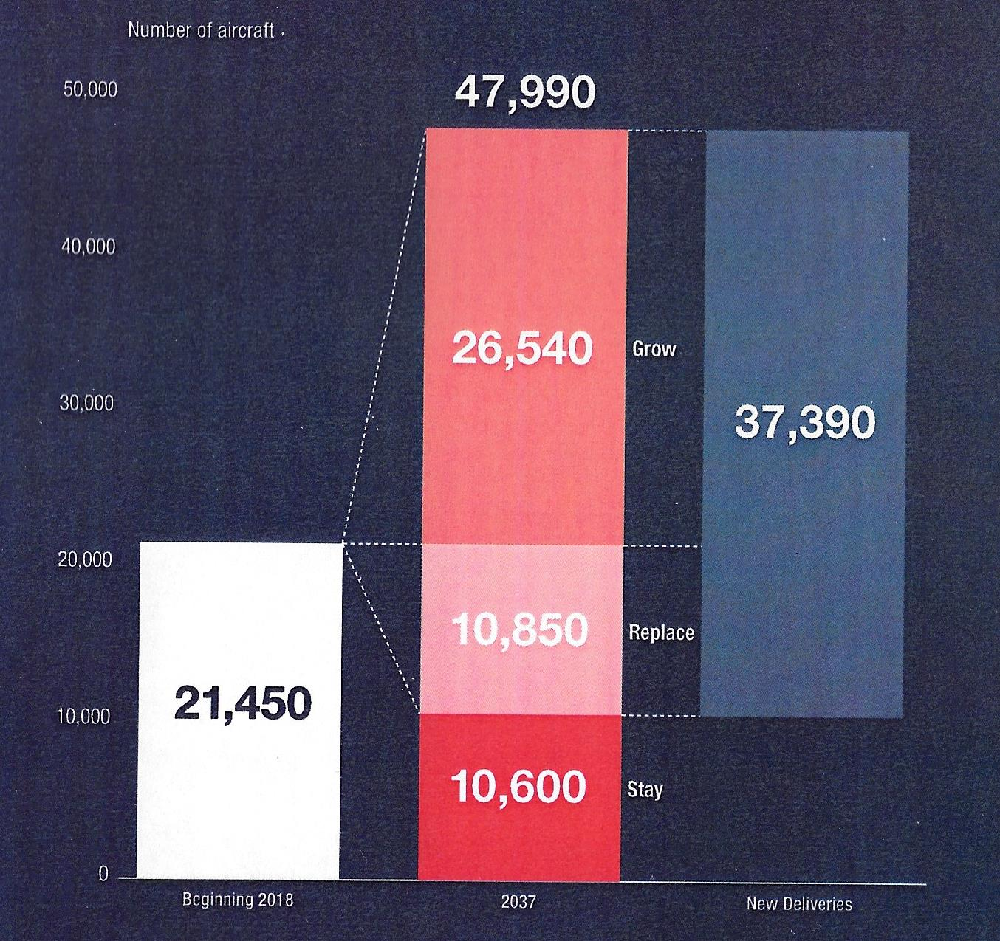 Number of aircraft
50,000
47,990
40,000
26,540
Grow
30,000
37,390
20,000
10,850
Replace
21,450
10,000
10,600
Stay
0
Beginning 2018
2037
New Deliveries